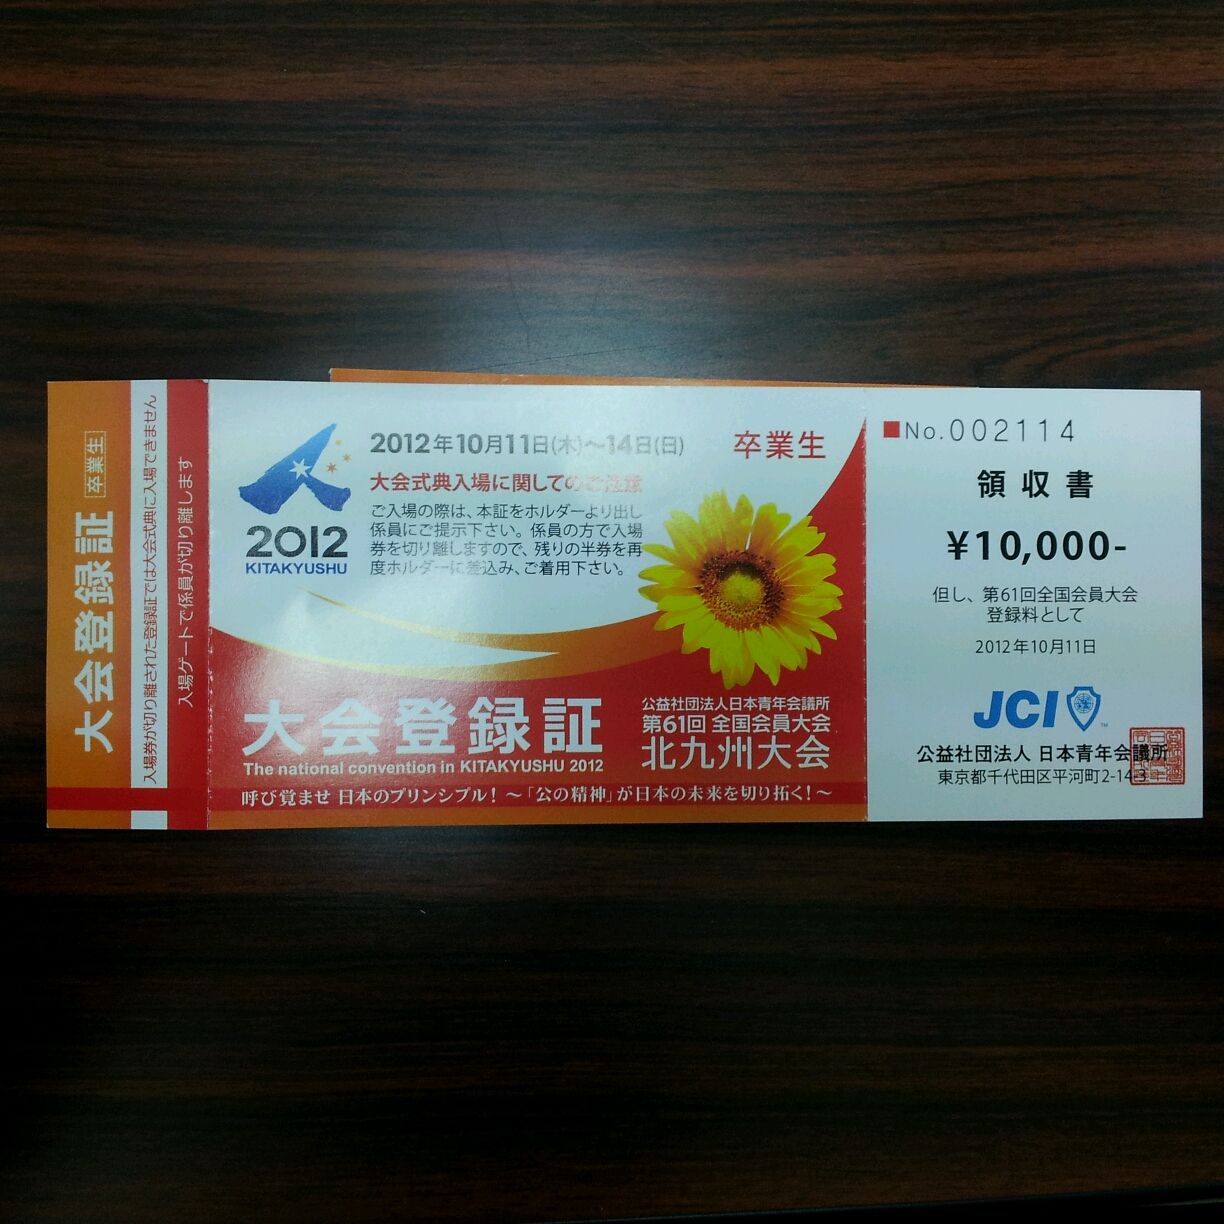 大会登録証 卒業生
入場券が切り離された登録証では大会式典に入場できません
入場ゲートで係員が切り離します
2012 KITAKYUSHU
2012年10月11日(木)～14日(日)
卒業生
大会式典入場に関してのご注意
ご入場の際は、本証をホルダーより出し
係員にご提示下さい。係員の方で入場
券を切り離しますので、残りの半券を再
度ホルダーに差込み、ご着用下さい。
大会登録証
The national convention in KITAKYUSHU 2012
公益社団法人日本青年会議所
第61回 全国会員大会
北九州大会
呼び覚ませ 日本のプリンシプル！～「公の精神」が日本の未来を切り拓く！～
■No.002114
領収書
¥10,000-
但し、第61回全国会員大会
登録料として
2012年10月11日
JCI
公益社団法人 日本青年会議所
東京都千代田区平河町2-14-3